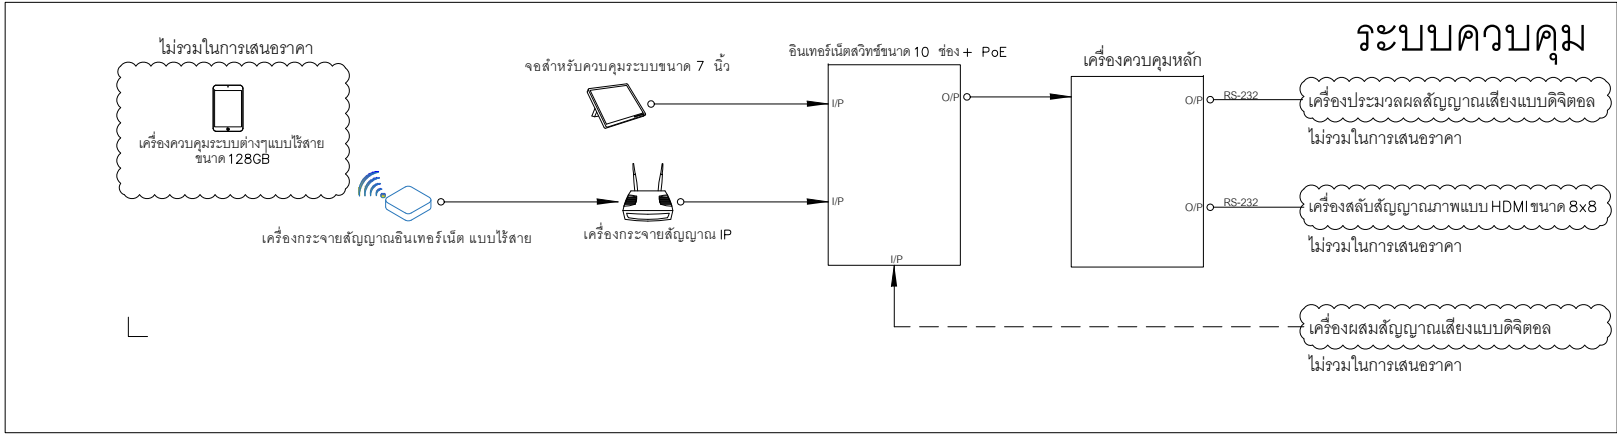 ระบบควบคุม
ไม่รวมในการเสนอราคา
เครื่องควบคุมระบบต่างๆแบบไร้สาย
ขนาด 128GB
เครื่องกระจายสัญญาณอินเทอร์เน็ต แบบไร้สาย
จอสำหรับควบคุมระบบขนาด 7 นิ้ว
เครื่องกระจายสัญญาณ IP
อินเทอร์เน็ตสวิทช์ขนาด 10 ช่อง + PoE
I/P
O/P
I/P
I/P
เครื่องควบคุมหลัก
O/P
RS-232
O/P
RS-232
เครื่องประมวลผลสัญญาณเสียงแบบดิจิตอล
ไม่รวมในการเสนอราคา
เครื่องสลับสัญญาณภาพแบบ HDMI ขนาด 8x8
ไม่รวมในการเสนอราคา
เครื่องผสมสัญญาณเสียงแบบดิจิตอล
ไม่รวมในการเสนอราคา